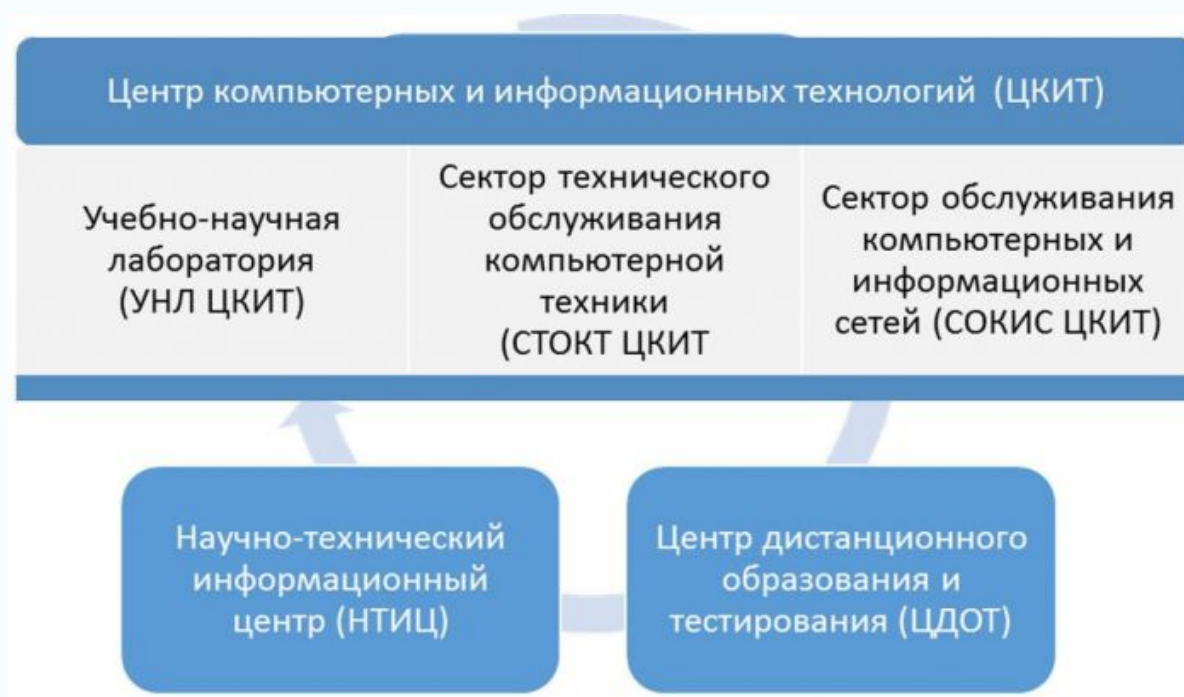 Центр компьютерных и информационных технологий (ЦКИТ)
Учебно-научная
лаборатория
(УНЛ ЦКИТ)
Сектор технического
обслуживания
компьютерной
техники
(СТОКТ ЦКИТ
Сектор обслуживания
компьютерных и
информационных
сетей (СОКИС ЦКИТ)
Научно-технический
информационный
центр (НТИЦ)
Центр дистанционного
образования и
тестирования (ЦДОТ)